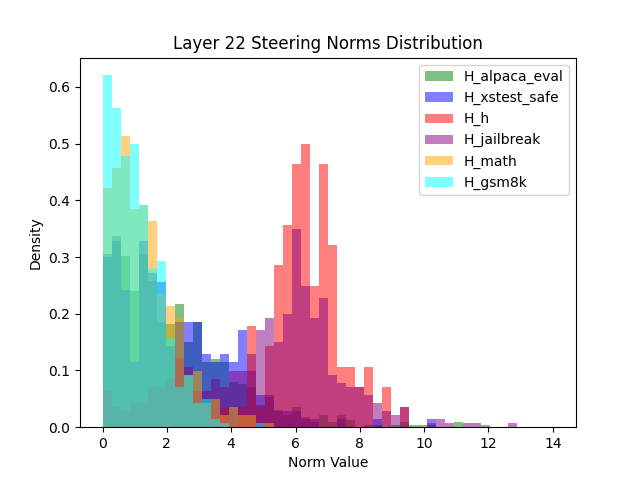 Layer 22 Steering Norms Distribution
H_alpaca_eval
H_xstest_safe
H_h
H_jailbreak
H_math
H_gsm8k
Density
0.6
0.5
0.4
0.3
0.2
0.1
0.0
0 2 4 6 8 10 12 14
Norm Value